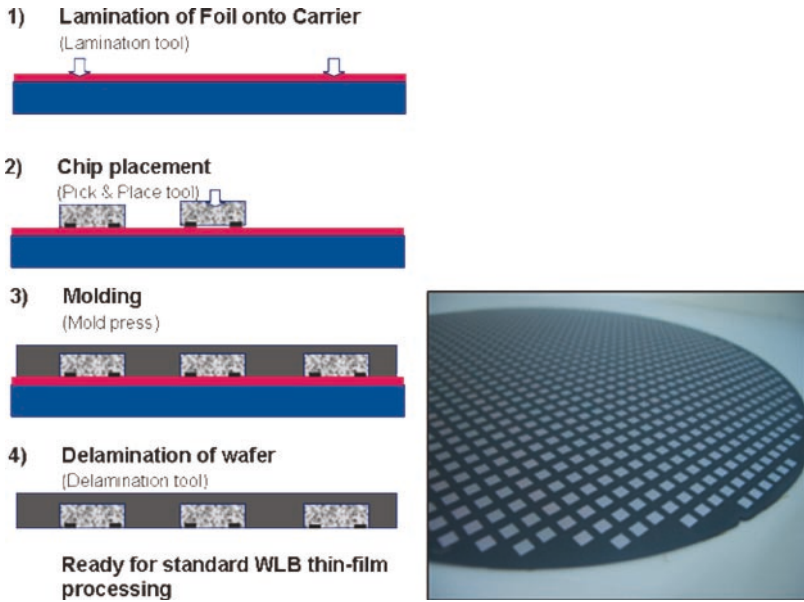 1) Lamination of Foil onto Carrier
(Lamination tool)
2) Chip placement
(Pick & Place tool)
3) Molding
(Mold press)
4) Delamination of wafer
(Delamination tool)
Ready for standard WLB thin-film
processing